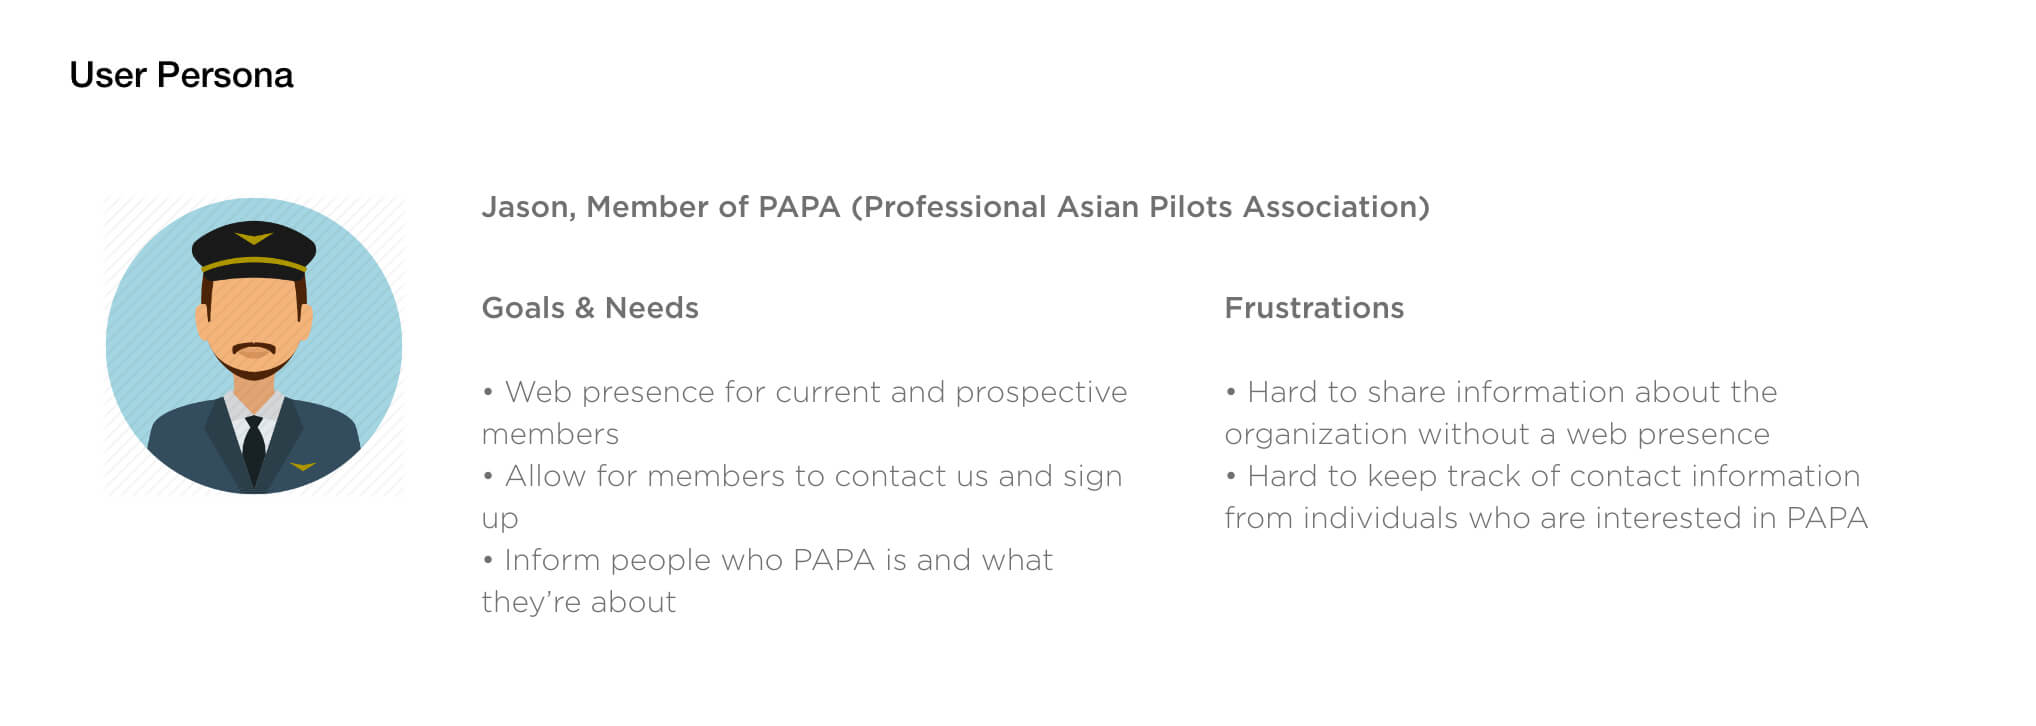 User Persona
Jason, Member of PAPA (Professional Asian Pilots Association)
Goals & Needs
• Web presence for current and prospective
members
• Allow for members to contact us and sign
up
• Inform people who PAPA is and what
they’re about
Frustrations
• Hard to share information about the
organization without a web presence
• Hard to keep track of contact information
from individuals who are interested in PAPA